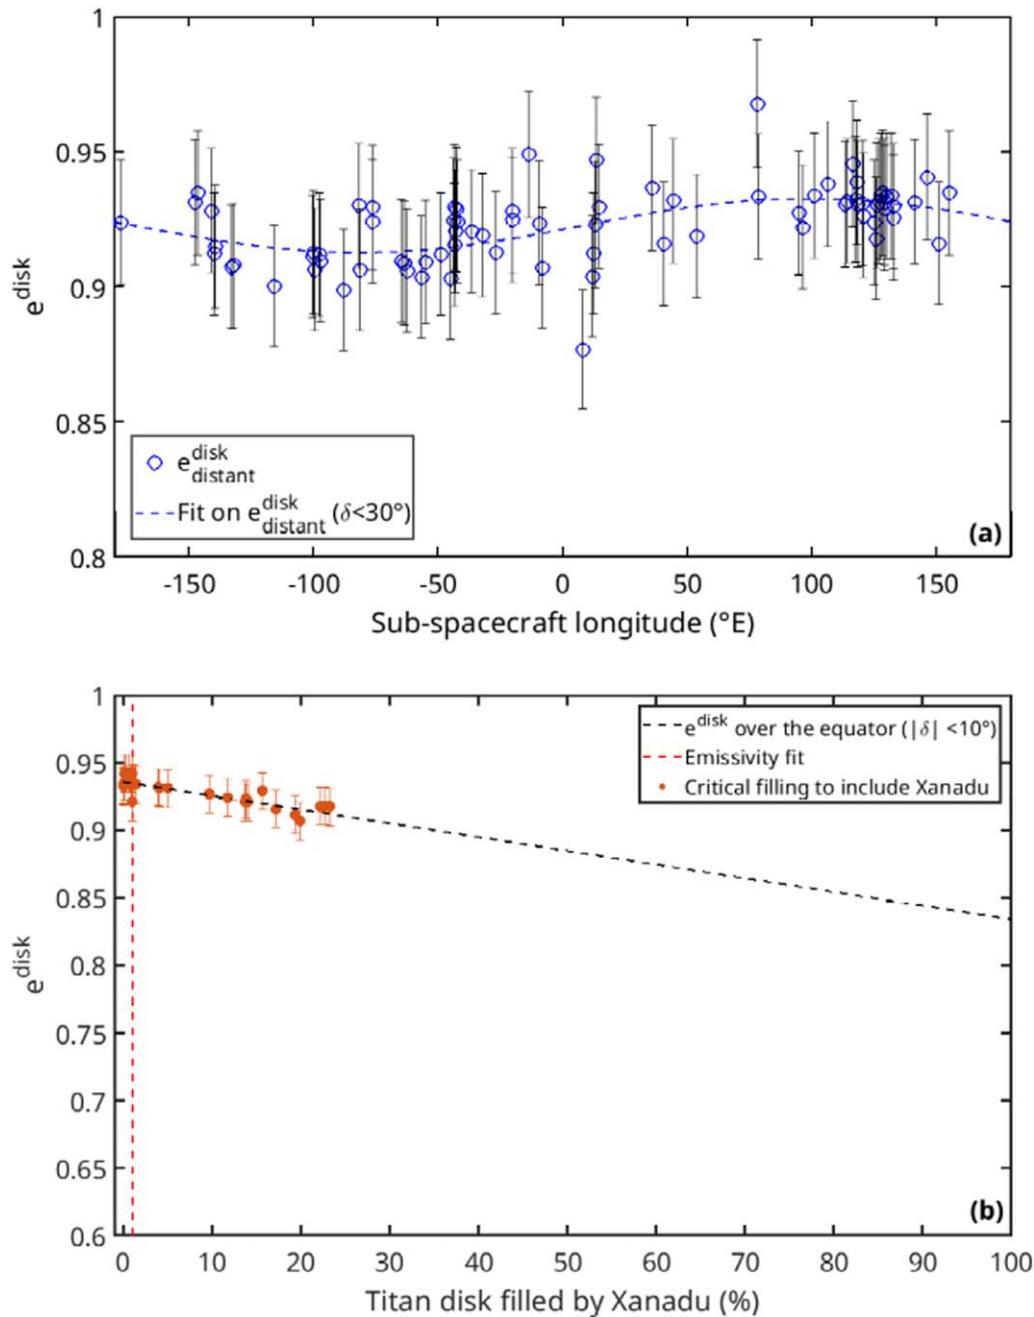 1
0.95
0.9
0.85
0.8
e^disk
e^disk_distant
Fit on e^disk_distant (δ<30°)
(a)
-150 -100 -50 0 50 100 150
Sub-spacecraft longitude (°E)
1
0.95
0.9
0.85
0.8
0.75
0.7
0.65
0.6
e^disk
e^disk over the equator (|δ| <10°)
Emissivity fit
Critical filling to include Xanadu
(b)
0 10 20 30 40 50 60 70 80 90 100
Titan disk filled by Xanadu (%)